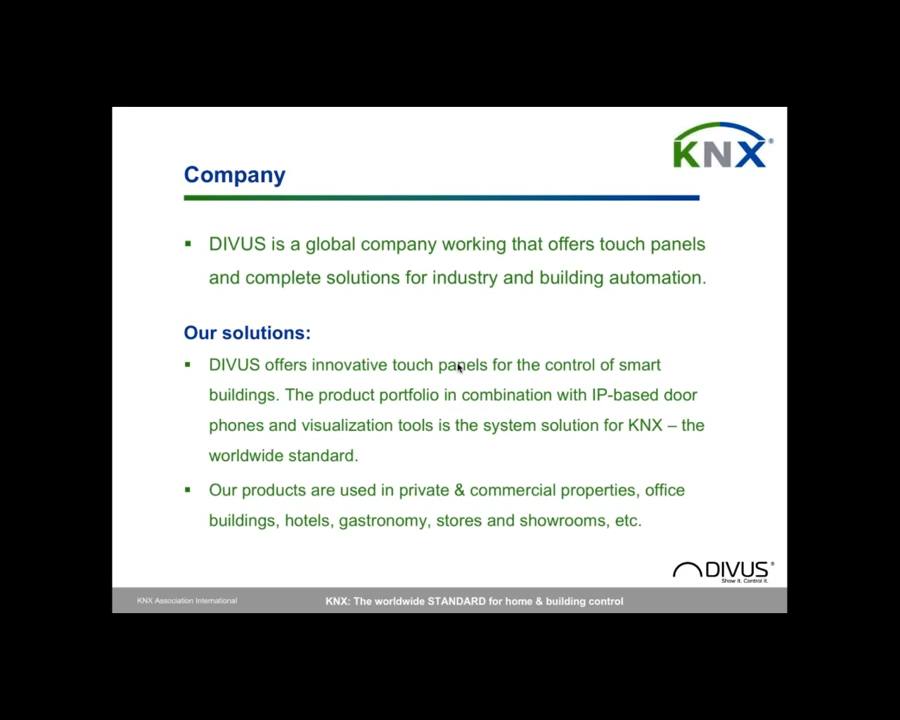 KNX®
Company
▪ DIVUS is a global company working that offers touch panels
and complete solutions for industry and building automation.
Our solutions:
▪ DIVUS offers innovative touch panels for the control of smart
buildings. The product portfolio in combination with IP-based door
phones and visualization tools is the system solution for KNX – the
worldwide standard.
▪ Our products are used in private & commercial properties, office
buildings, hotels, gastronomy, stores and showrooms, etc.
DIVUS®
Show it. Control it.
KNX Association International
KNX: The worldwide STANDARD for home & building control